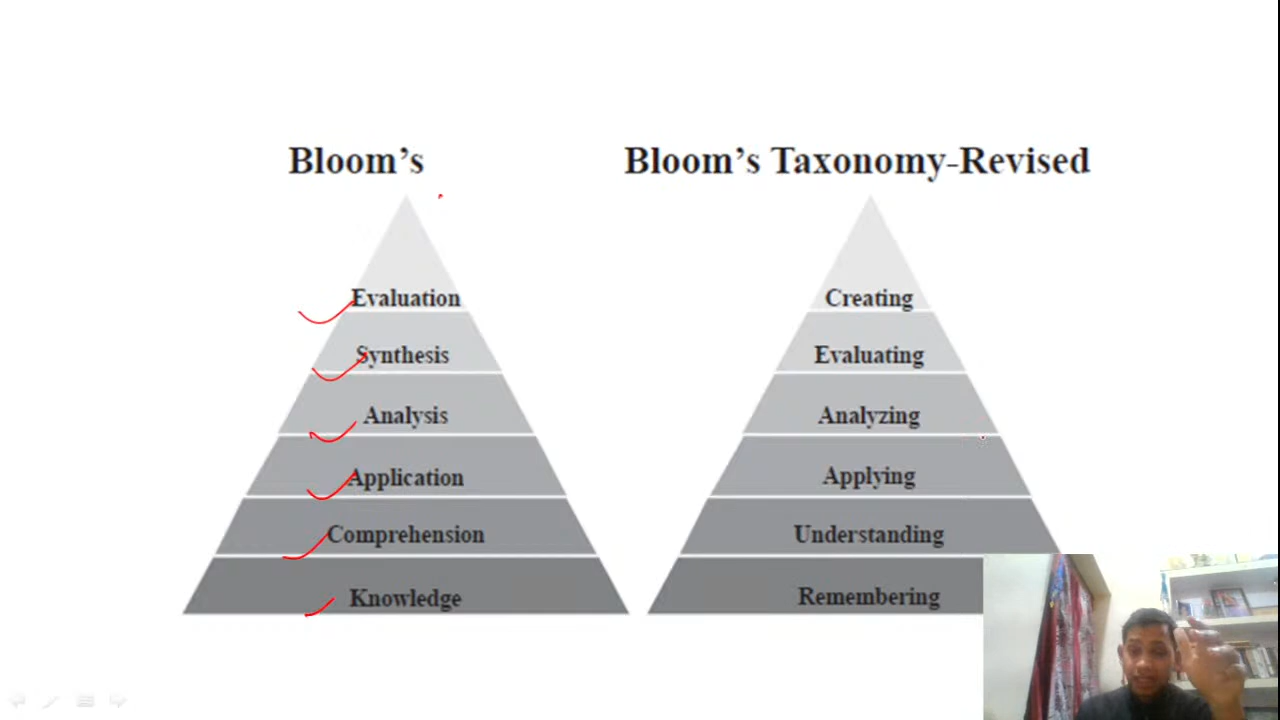 Bloom's
Evaluation
Synthesis
Analysis
Application
Comprehension
Knowledge
Bloom's Taxonomy-Revised
Creating
Evaluating
Analyzing
Applying
Understanding
Remembering